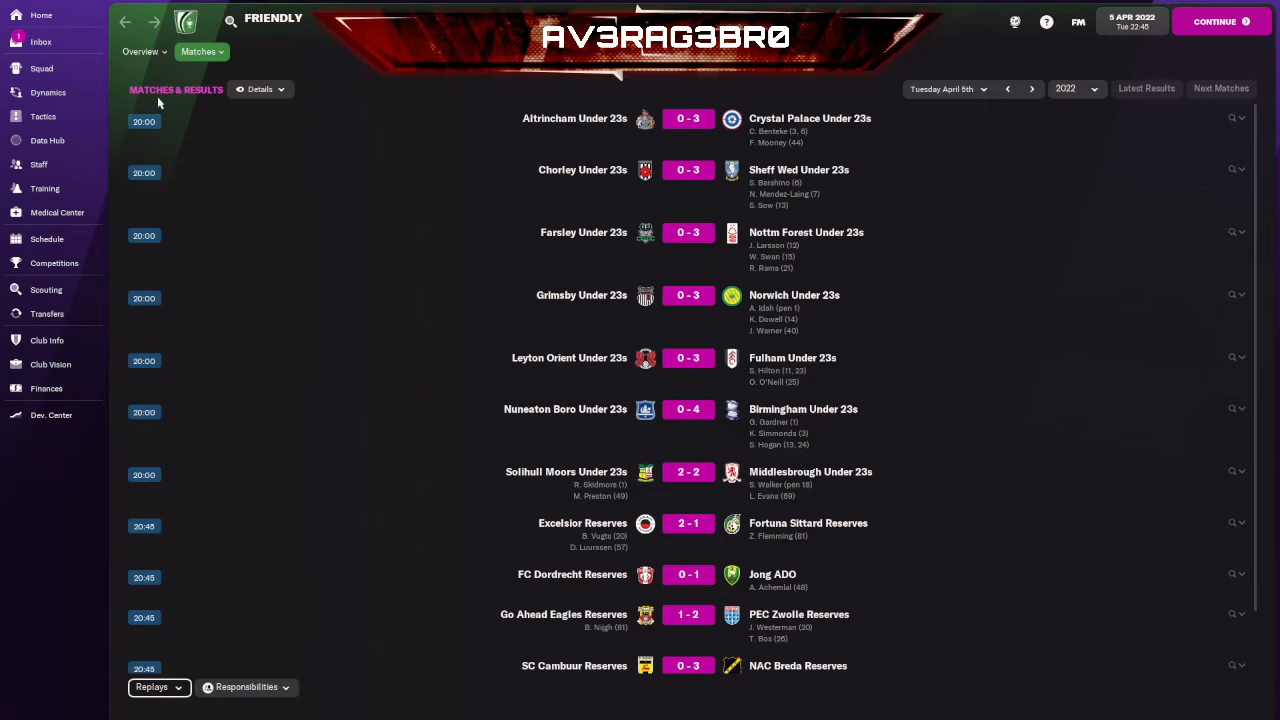 Home
Inbox
1
Squad
Dynamics
Tactics
Data Hub
Staff
Training
Medical Center
Schedule
Competitions
Scouting
Transfers
Club Info
Club Vision
Finances
Dev. Center
FRIENDLY
AV3RAG3BR0
FM
5 APR 2022
Tue 22:45
CONTINUE
Overview
Matches
MATCHES & RESULTS
Details
Tuesday April 5th
2022
Latest Results
Next Matches
20:00 Altrincham Under 23s 0 - 3 Crystal Palace Under 23s
C. Benteke (3, 6)
F. Mooney (44)
20:00 Chorley Under 23s 0 - 3 Sheff Wed Under 23s
S. Berahino (6)
N. Mendez-Laing (7)
S. Sow (13)
20:00 Farsley Under 23s 0 - 3 Nottm Forest Under 23s
J. Larsson (12)
W. Swan (15)
R. Rama (21)
20:00 Grimsby Under 23s 0 - 3 Norwich Under 23s
A. Idah (pen 1)
K. Dowell (14)
J. Warner (40)
20:00 Leyton Orient Under 23s 0 - 3 Fulham Under 23s
S. Hilton (11, 23)
O. O'Neill (25)
20:00 Nuneaton Boro Under 23s 0 - 4 Birmingham Under 23s
G. Gardner (1)
K. Simmonds (3)
S. Hogan (13, 24)
20:00 Solihull Moors Under 23s 2 - 2 Middlesbrough Under 23s
R. Skidmore (1) S. Walker (pen 18)
M. Preston (49) L. Evans (69)
20:45 Excelsior Reserves 2 - 1 Fortuna Sittard Reserves
B. Vugts (20) Z. Flemming (81)
D. Luurssen (57)
20:45 FC Dordrecht Reserves 0 - 1 Jong ADO
A. Achemlal (48)
20:45 Go Ahead Eagles Reserves 1 - 2 PEC Zwolle Reserves
B. Nijgh (81) J. Westerman (20)
T. Bos (26)
20:45 SC Cambuur Reserves 0 - 3 NAC Breda Reserves
Replays
Responsibilities